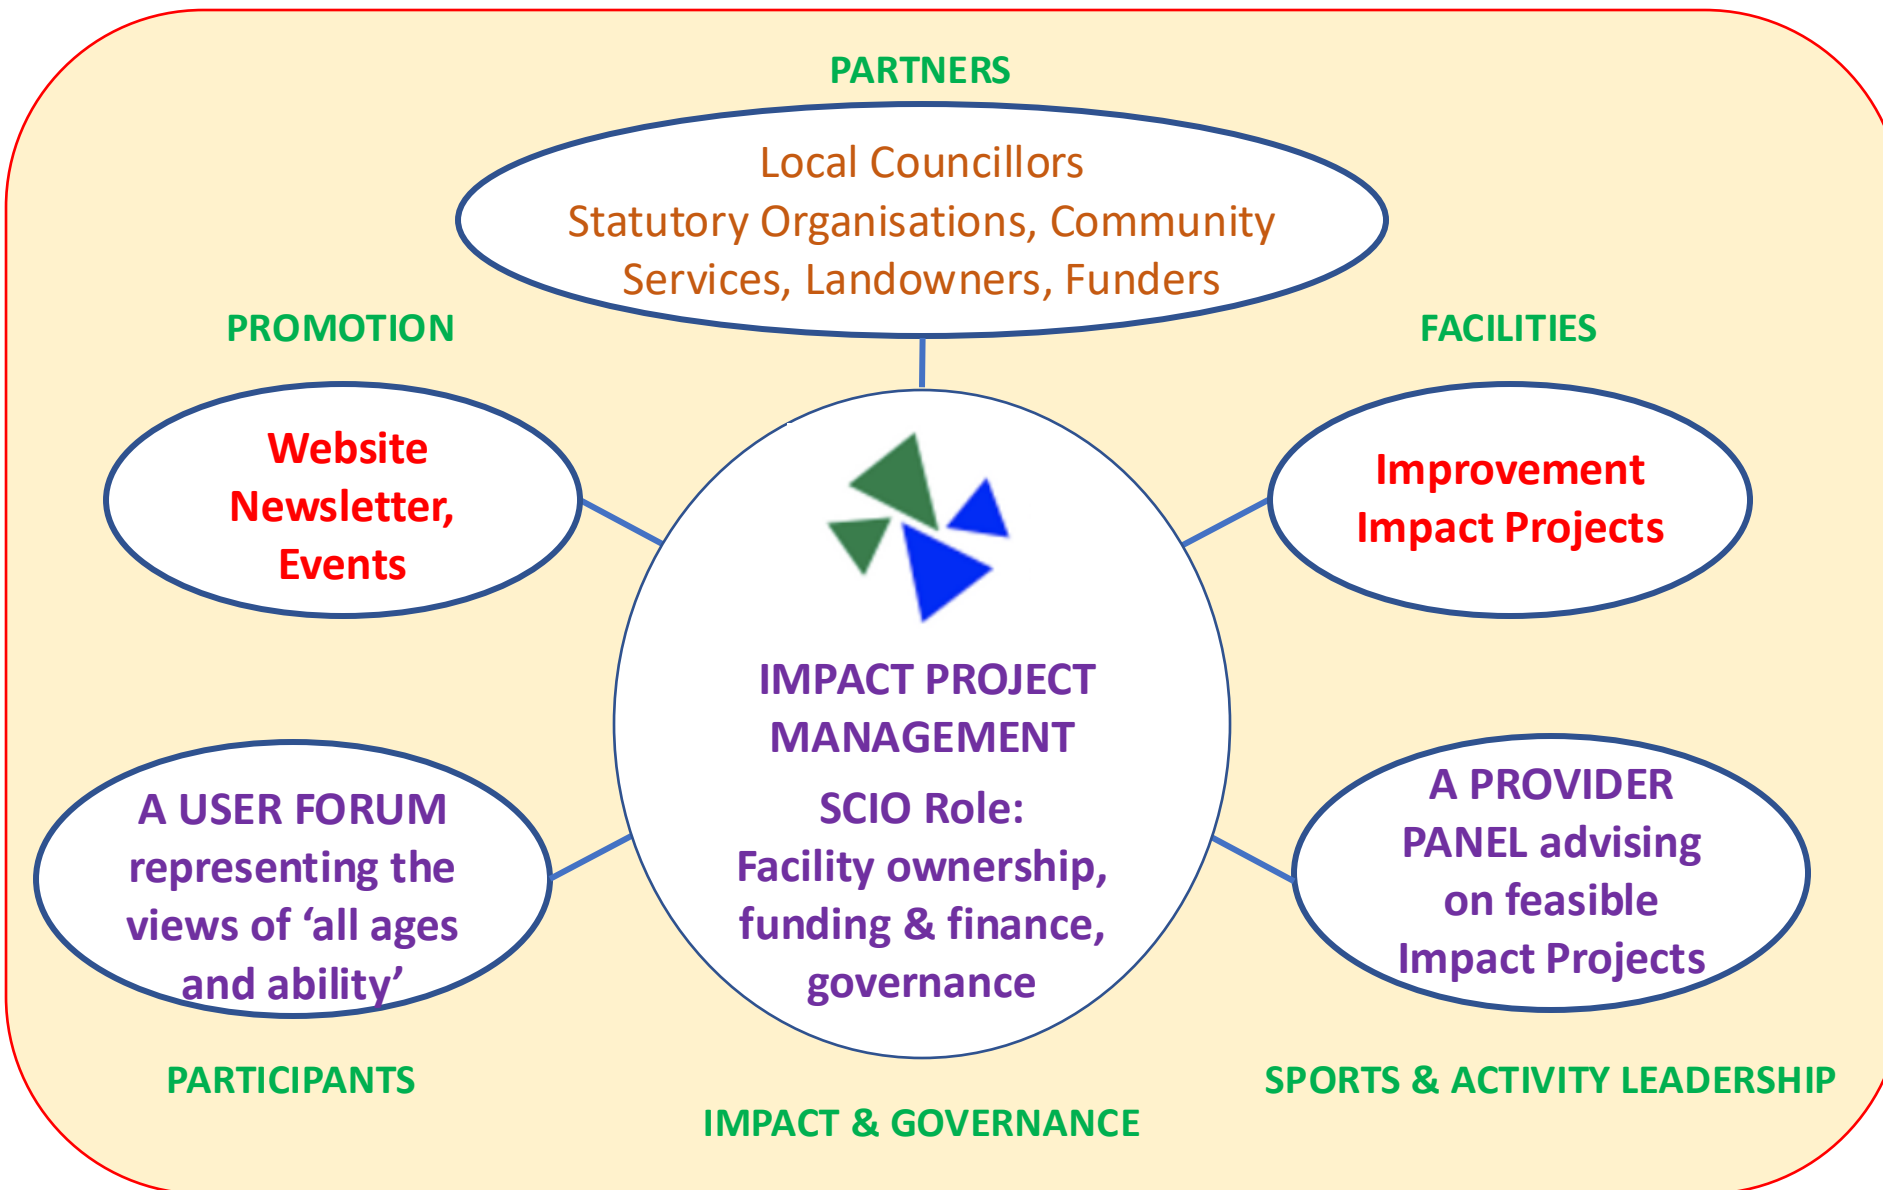 PARTNERS
Local Councillors
Statutory Organisations, Community
Services, Landowners, Funders
PROMOTION
Website
Newsletter,
Events
FACILITIES
Improvement
Impact Projects
IMPACT PROJECT
MANAGEMENT
SCIO Role:
Facility ownership,
funding & finance,
governance
A USER FORUM
representing the
views of ‘all ages
and ability’
PARTICIPANTS
A PROVIDER
PANEL advising
on feasible
Impact Projects
SPORTS & ACTIVITY LEADERSHIP
IMPACT & GOVERNANCE